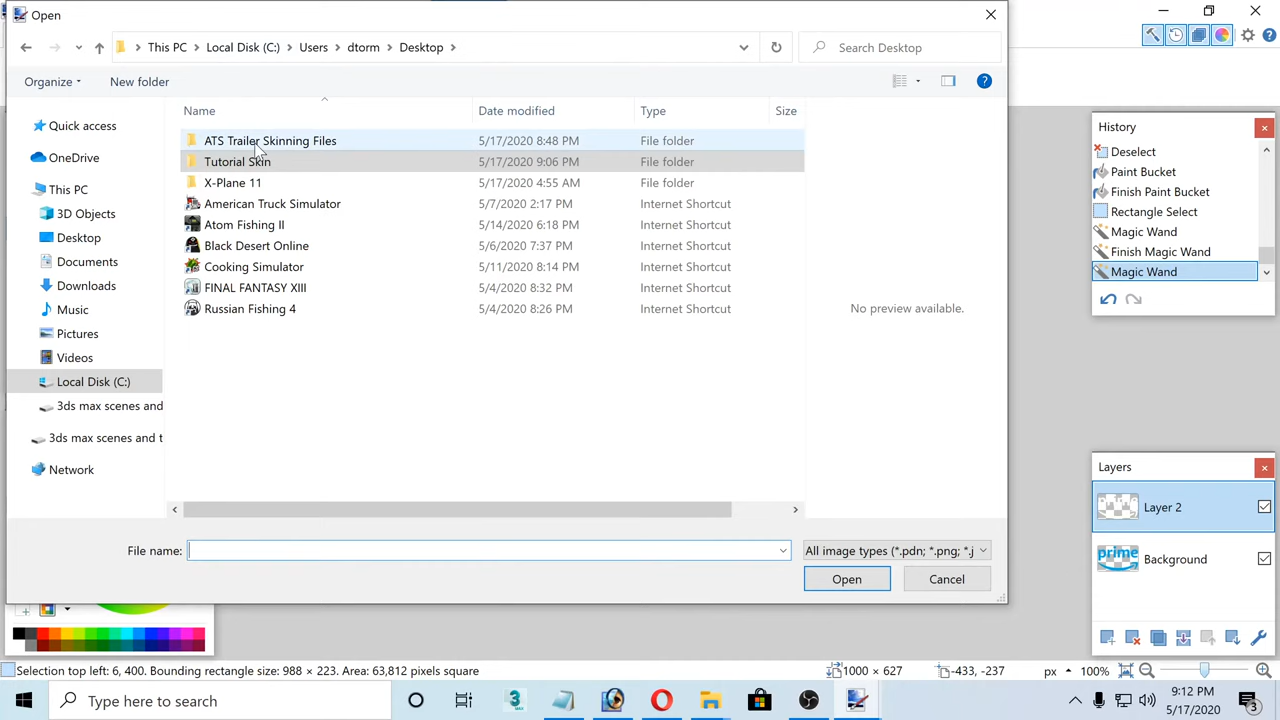 Open
This PC
Local Disk (C:)
Users
dtorm
Desktop
Search Desktop
Organize
New folder
Name
Date modified
Type
Size
Quick access
OneDrive
This PC
3D Objects
Desktop
Documents
Downloads
Music
Pictures
Videos
Local Disk (C:)
3ds max scenes and
3ds max scenes and t
Network
ATS Trailer Skinning Files 5/17/2020 8:48 PM File folder
Tutorial Skin 5/17/2020 9:06 PM File folder
X-Plane 11 5/17/2020 4:55 AM File folder
American Truck Simulator 5/7/2020 2:17 PM Internet Shortcut
Atom Fishing II 5/14/2020 6:18 PM Internet Shortcut
Black Desert Online 5/6/2020 7:37 PM Internet Shortcut
Cooking Simulator 5/11/2020 8:14 PM Internet Shortcut
FINAL FANTASY XIII 5/4/2020 8:32 PM Internet Shortcut
Russian Fishing 4 5/4/2020 8:26 PM Internet Shortcut
No preview available.
File name:
All image types (*.pdn; *.png; *.j
Open
Cancel
History
Deselect
Paint Bucket
Finish Paint Bucket
Rectangle Select
Magic Wand
Finish Magic Wand
Magic Wand
Layers
Layer 2
prime
Background
Selection top left: 6, 400. Bounding rectangle size: 988 × 223. Area: 63,812 pixels square
1000 × 627
-433, -237
px
100%
Type here to search
9:12 PM
5/17/2020
3